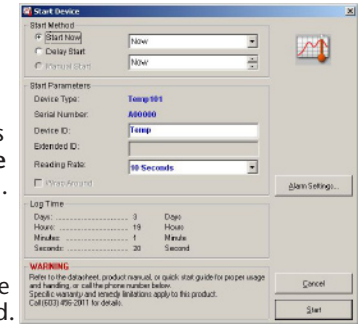 Start Device
Start Method
Start Now
Now
Delay Start
Manual Start
Now
Start Parameters
Device Type: Temp101
Serial Number: A00000
s
Device ID: Temp
e
Extended ID:
.
Reading Rate: 10 Seconds
Wrap Around
Alarm Settings...
Log Time
Days: 3 Days
Hours: 19 Hours
Minutes: 1 Minute
Seconds: 20 Second
WARNING
Refer to the datasheet, product manual, or quick start guide for proper usage
e
and handling, or call the phone number below.
Cancel
Specific warranty and remedy limitations apply to this product.
Call (603) 456-2011 for details.
d.
Start